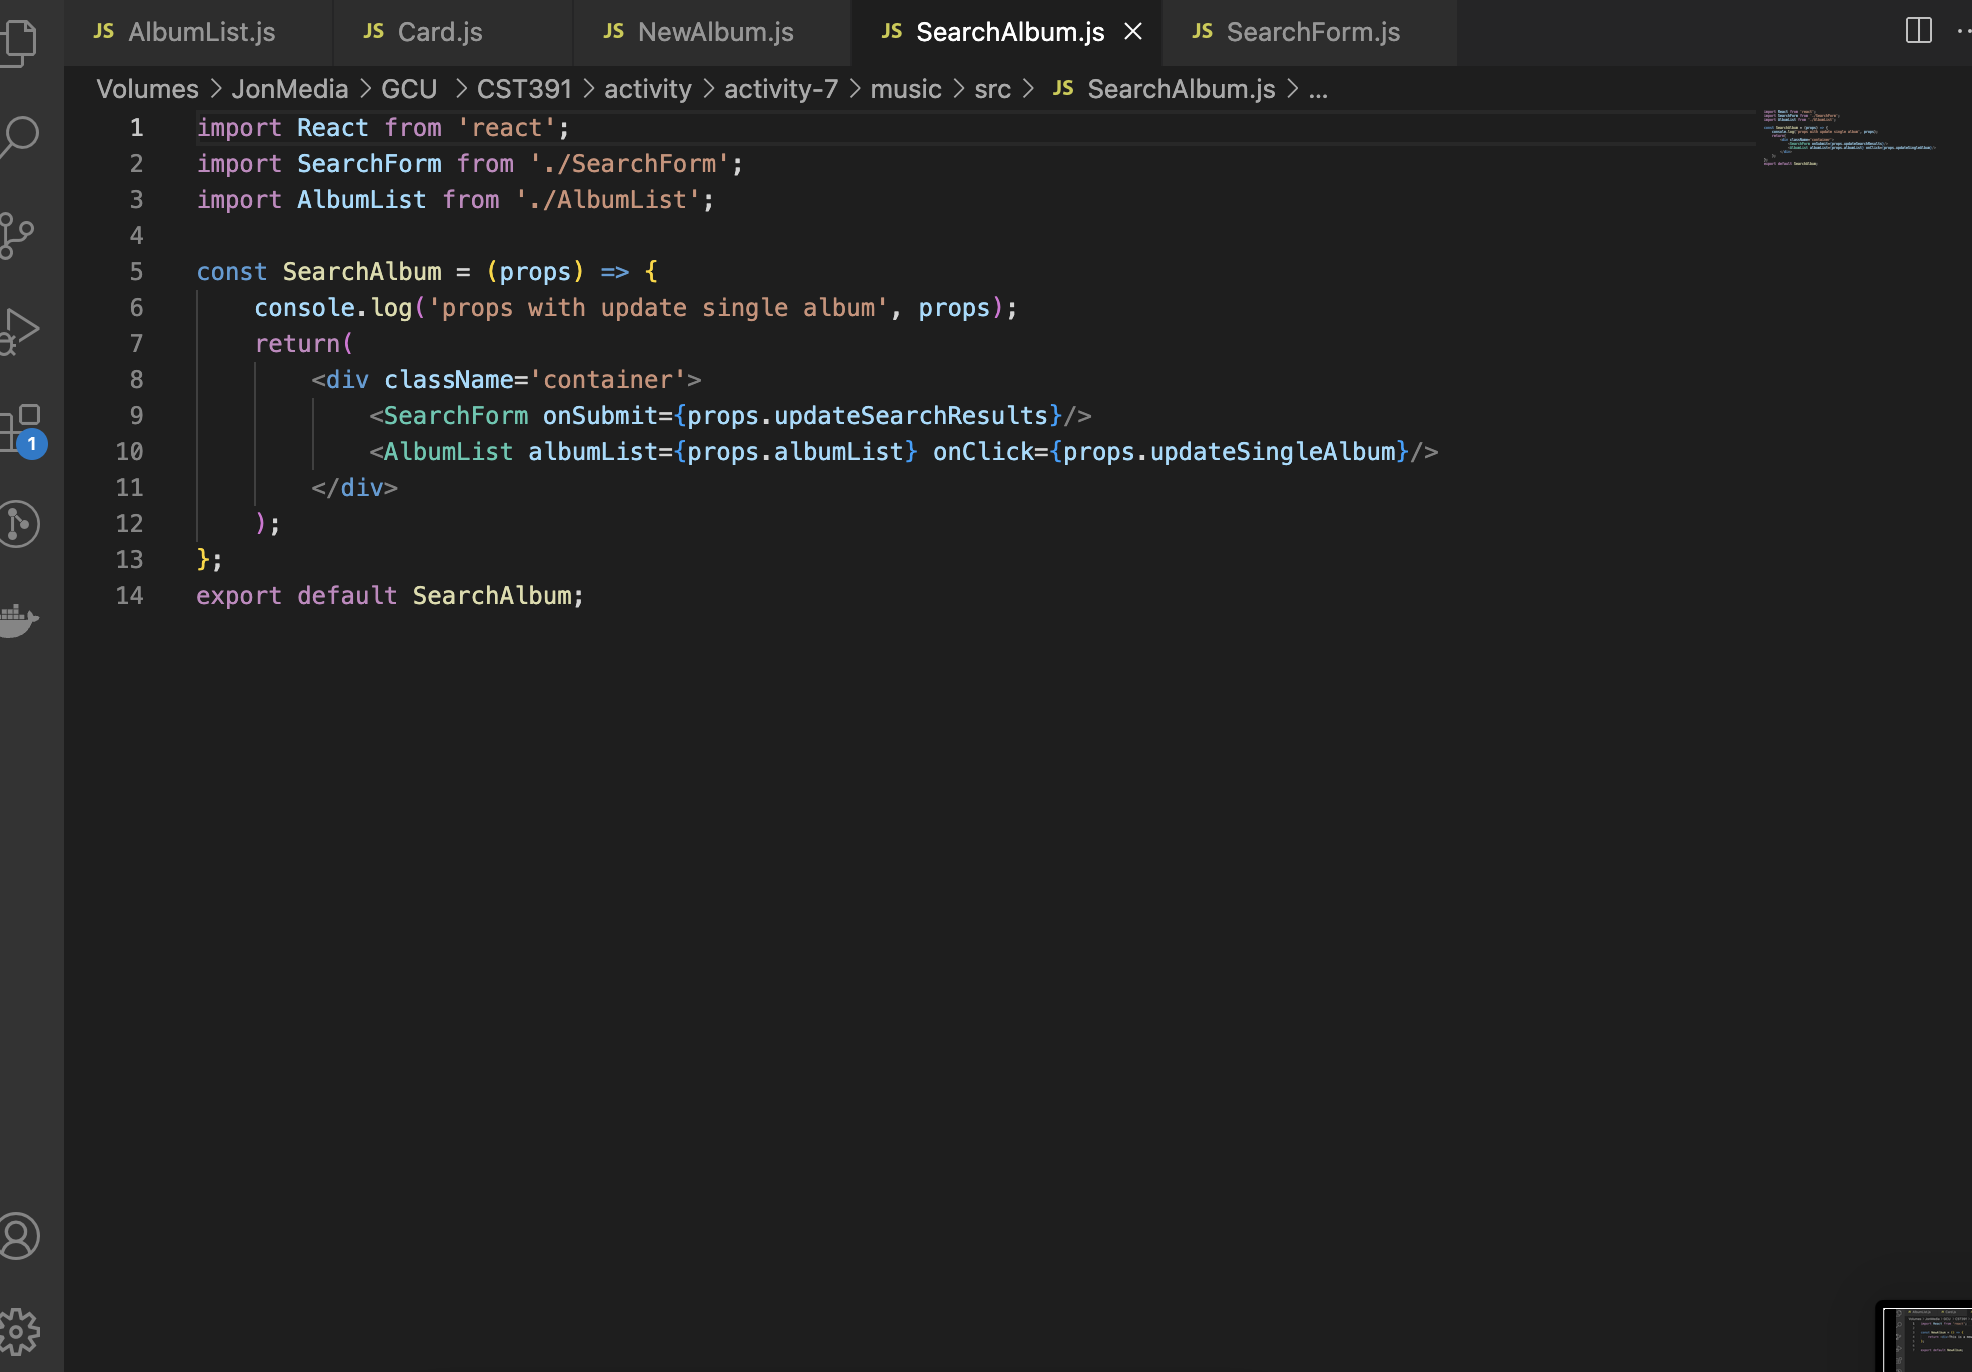 JS AlbumList.js JS Card.js JS NewAlbum.js JS SearchAlbum.js JS SearchForm.js
Volumes > JonMedia > GCU > CST391 > activity > activity-7 > music > src > JS SearchAlbum.js > ...
1 import React from 'react';
2 import SearchForm from './SearchForm';
3 import AlbumList from './AlbumList';
4
5 const SearchAlbum = (props) => {
6 console.log('props with update single album', props);
7 return(
8 <div className='container'>
9 <SearchForm onSubmit={props.updateSearchResults}/>
10 <AlbumList albumList={props.albumList} onClick={props.updateSingleAlbum}/>
11 </div>
12 );
13 };
14 export default SearchAlbum;
1